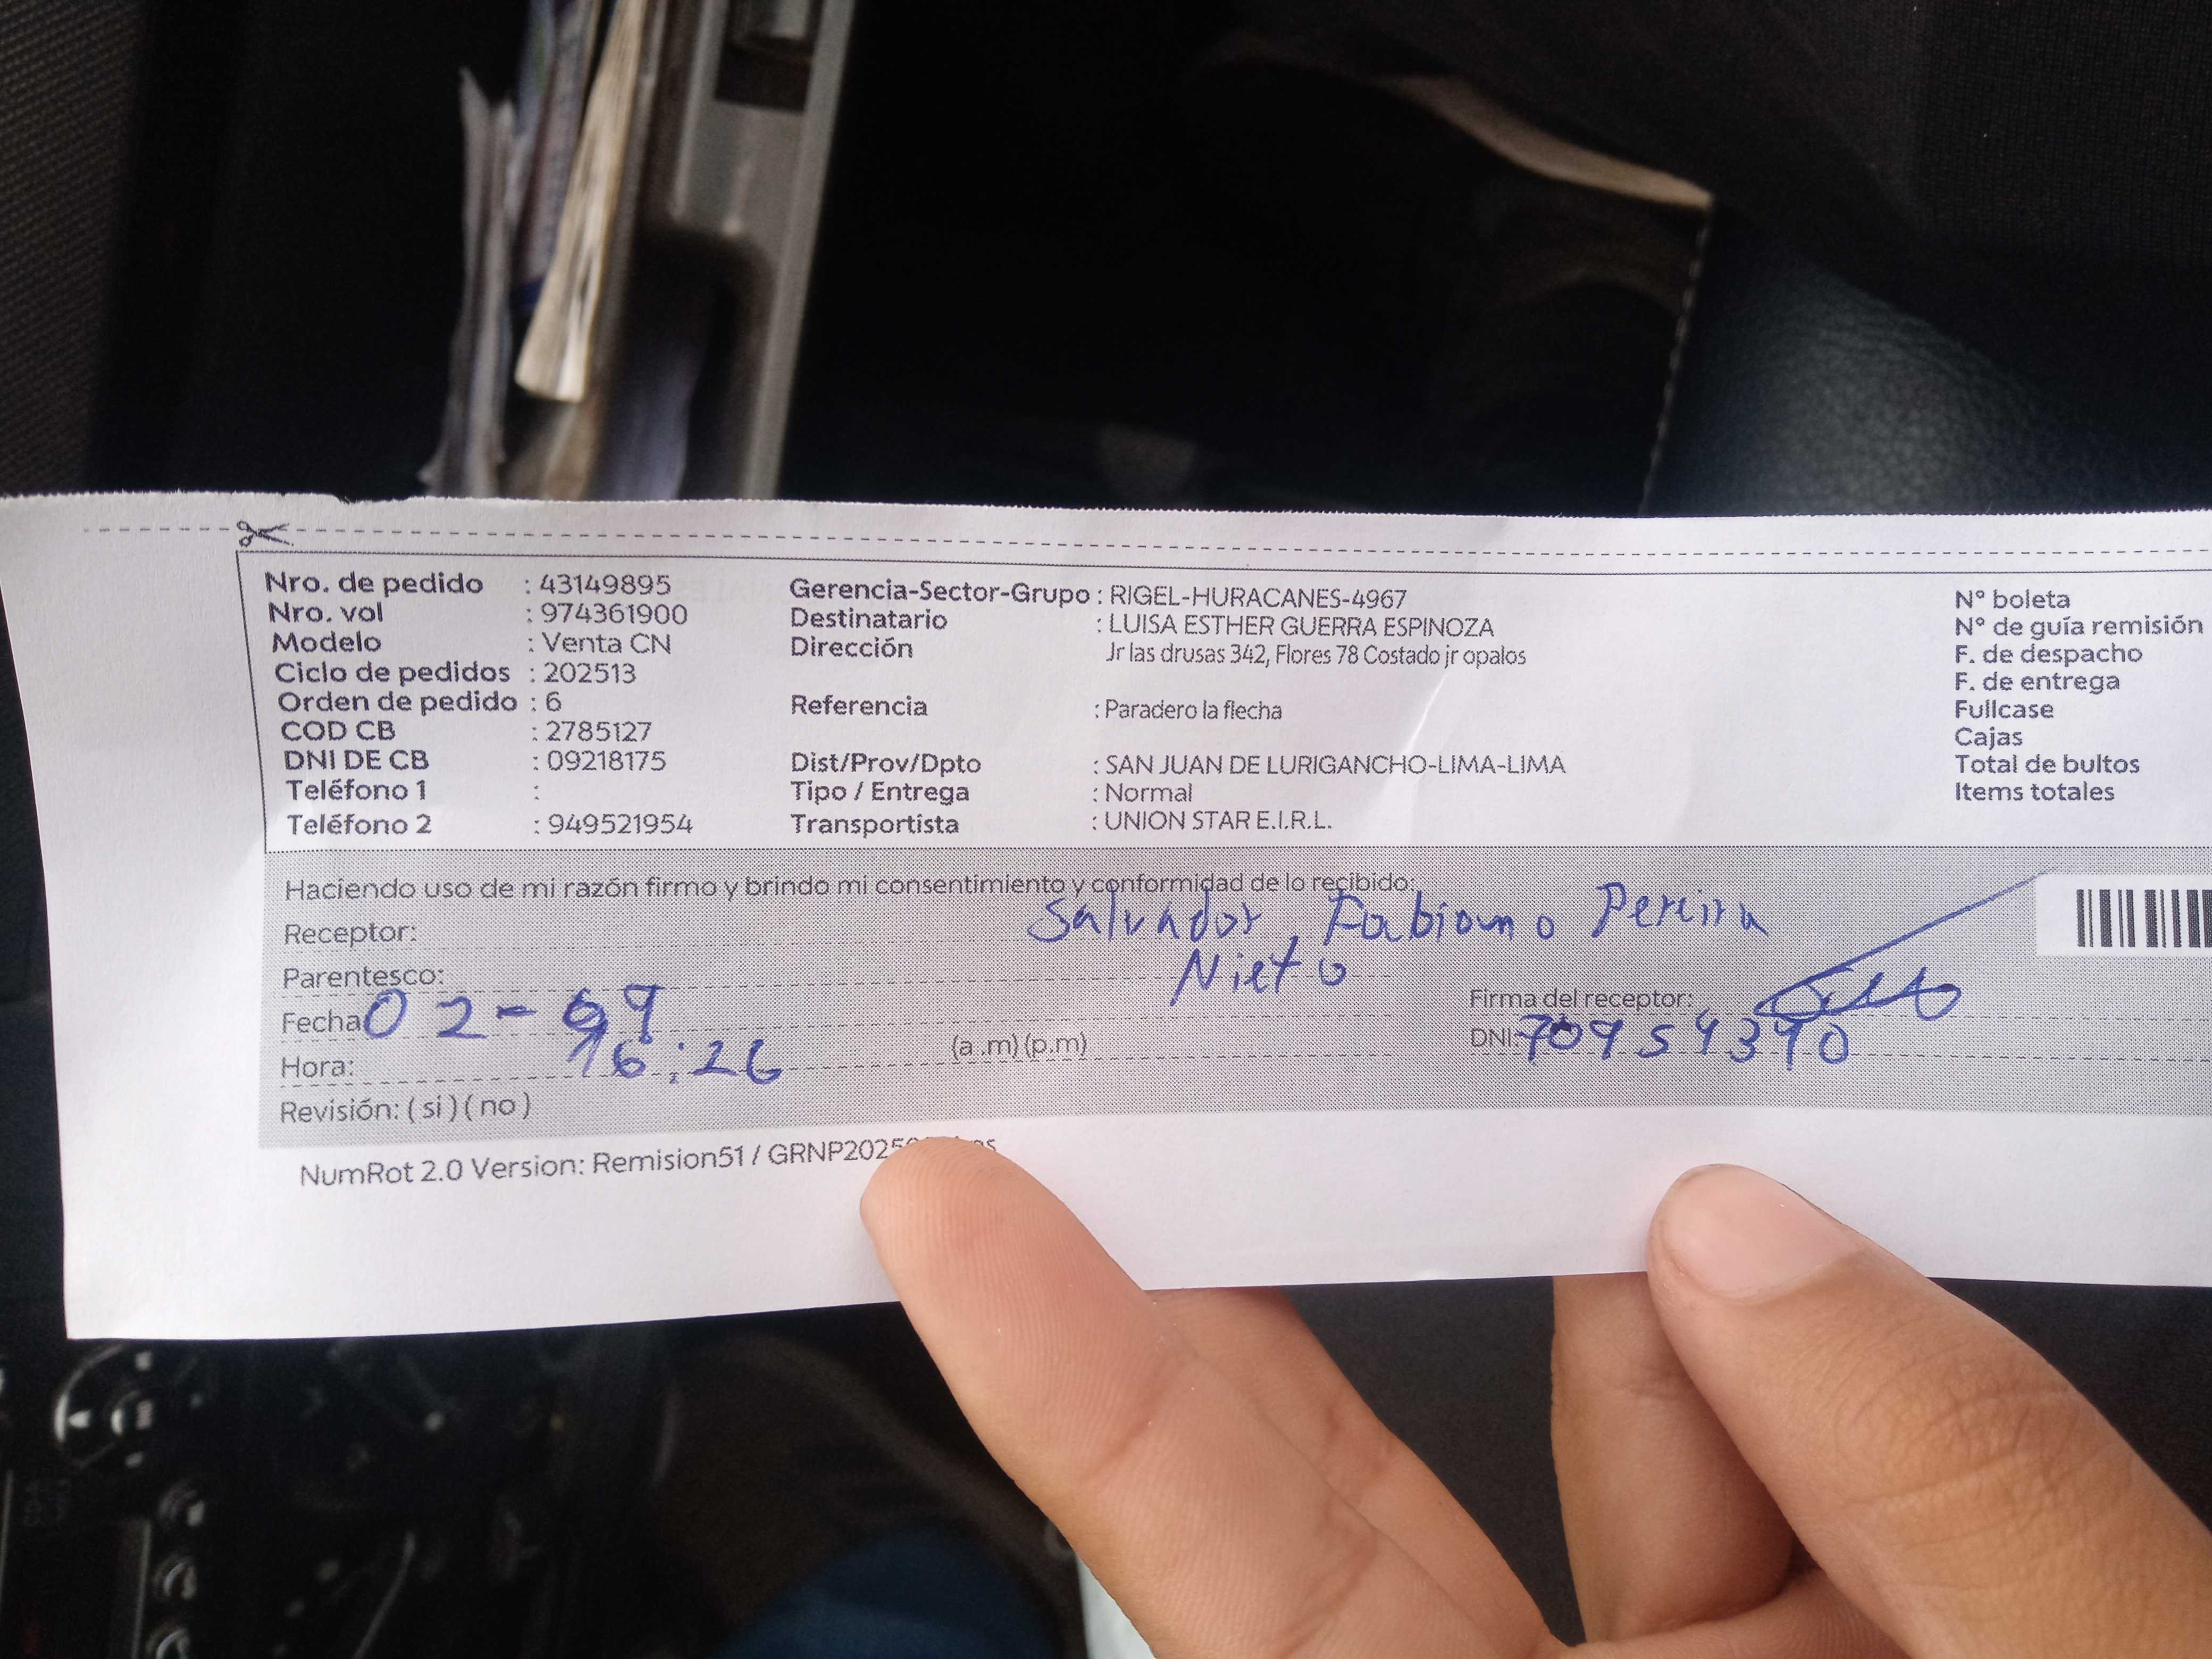 Nro. de pedido : 43149895
Nro. vol : 974361900
Modelo : Venta CN
Ciclo de pedidos : 202513
Orden de pedido : 6
COD CB : 2785127
DNI DE CB : 09218175
Teléfono 1 :
Teléfono 2 : 949521954
Gerencia-Sector-Grupo : RIGEL-HURACANES-4967
Destinatario : LUISA ESTHER GUERRA ESPINOZA
Dirección Jr las drusas 342, Flores 78 Costado jr opalos
Referencia : Paradero la flecha
Dist/Prov/Dpto : SAN JUAN DE LURIGANCHO-LIMA-LIMA
Tipo / Entrega : Normal
Transportista : UNION STAR E.I.R.L.
N° boleta
N° de guía remisión
F. de despacho
F. de entrega
Fullcase
Cajas
Total de bultos
Items totales
Haciendo uso de mi razón firmo y brindo mi consentimiento y conformidad de lo recibido:
Receptor: Salvador Fabiano
Parentesco: Nieto
Fecha 02-09
Hora: 16:26 (a .m) (p.m)
Revisión: ( si ) ( no )
Firma del receptor:
DNI:
NumRot 2.0 Version: Remision51 /